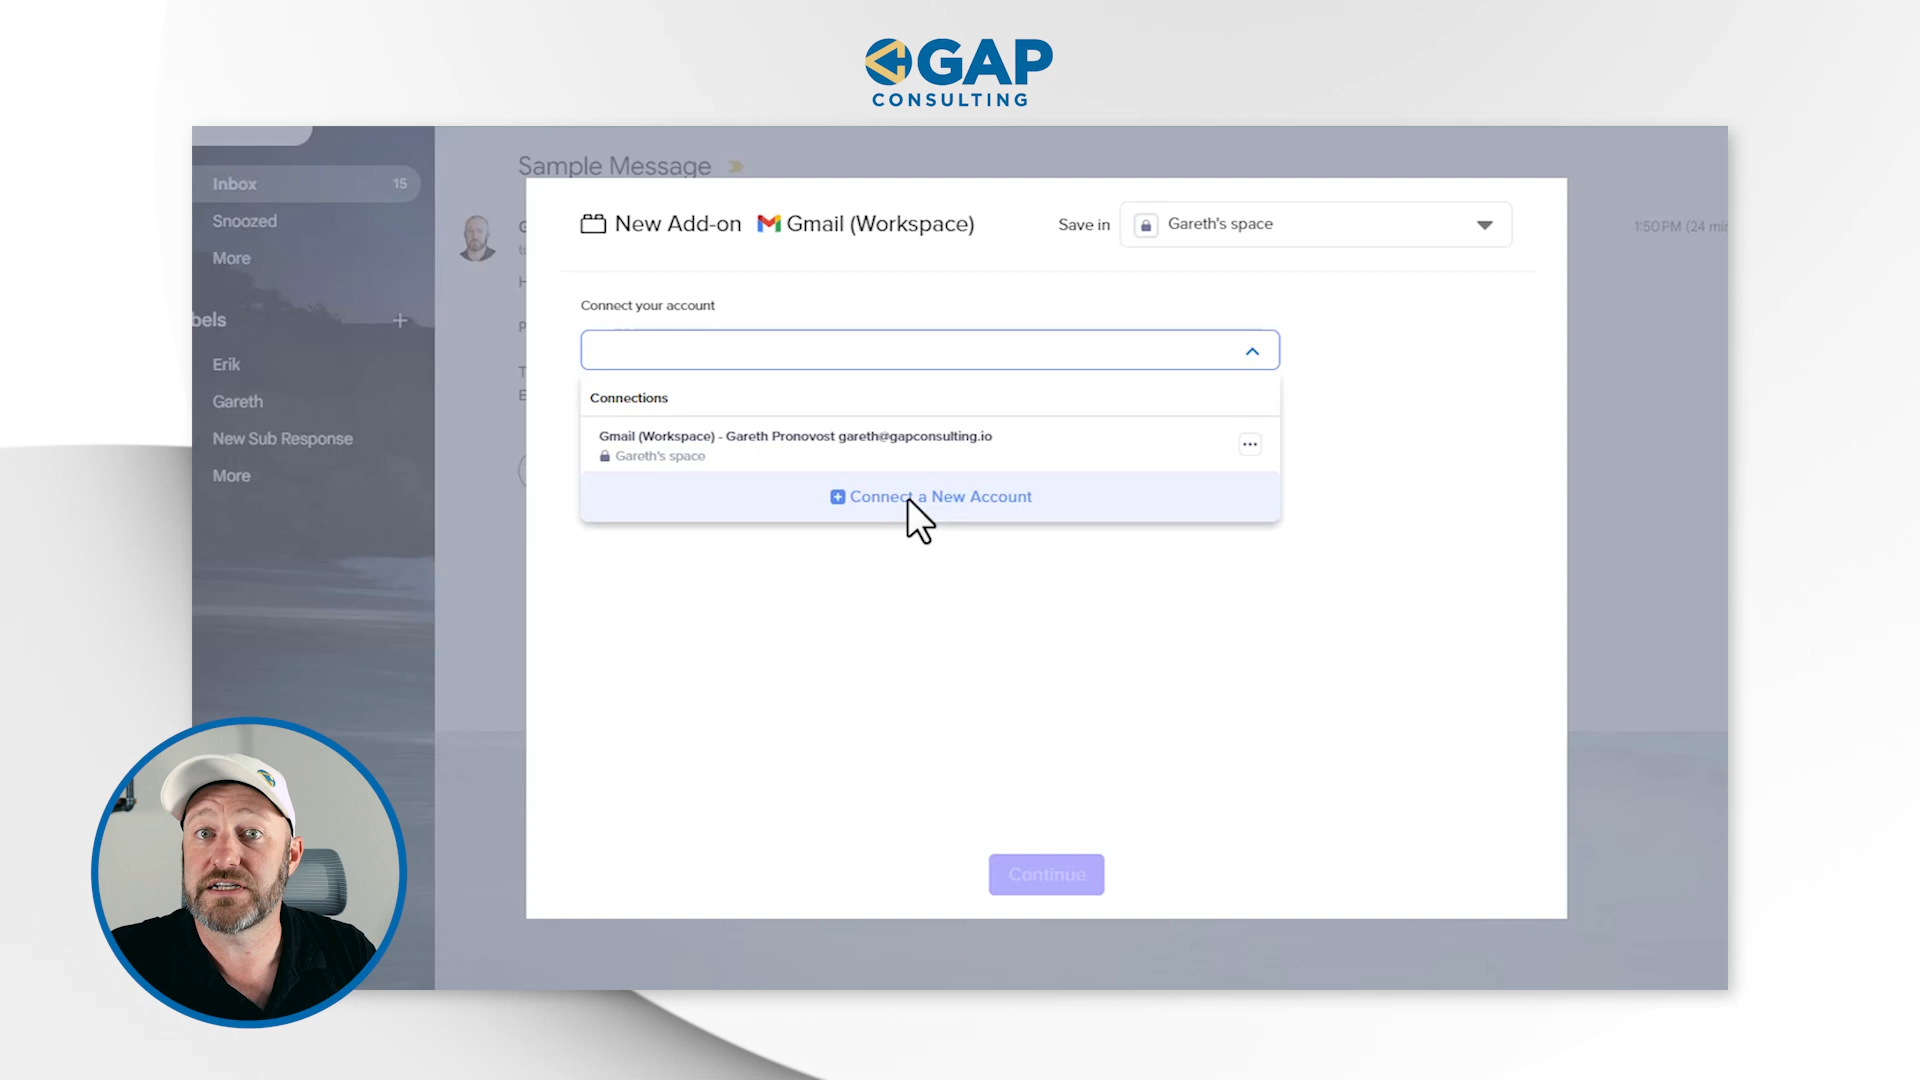 GAP
CONSULTING
Sample Message
Inbox 15
Snoozed
More
bels
Erik
Gareth
New Sub Response
More
1:50 PM (24 min
New Add-on Gmail (Workspace)
Save in Gareth's space
Connect your account
Connections
Gmail (Workspace) - Gareth Pronovost gareth@gapconsulting.io
Gareth's space
Connect a New Account
Continue